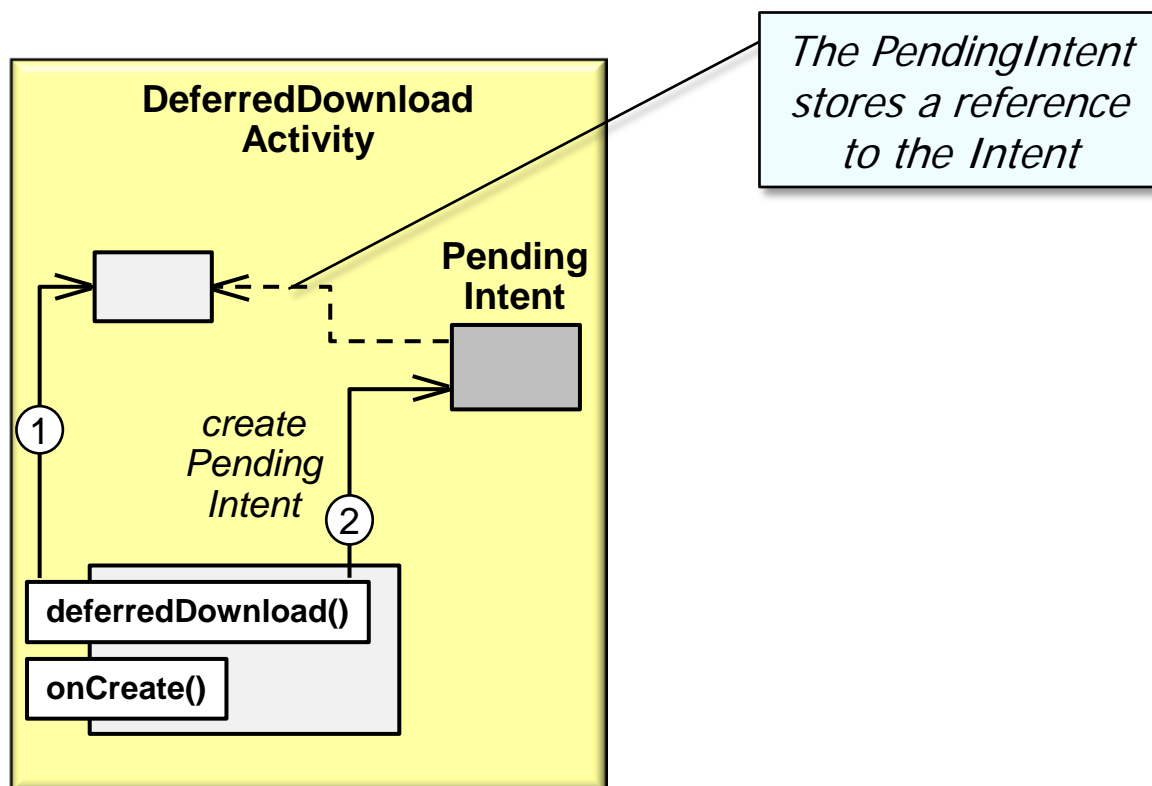 DeferredDownload
Activity
The PendingIntent
stores a reference
to the Intent
Pending
Intent
1
create
Pending
Intent
2
deferredDownload()
onCreate()